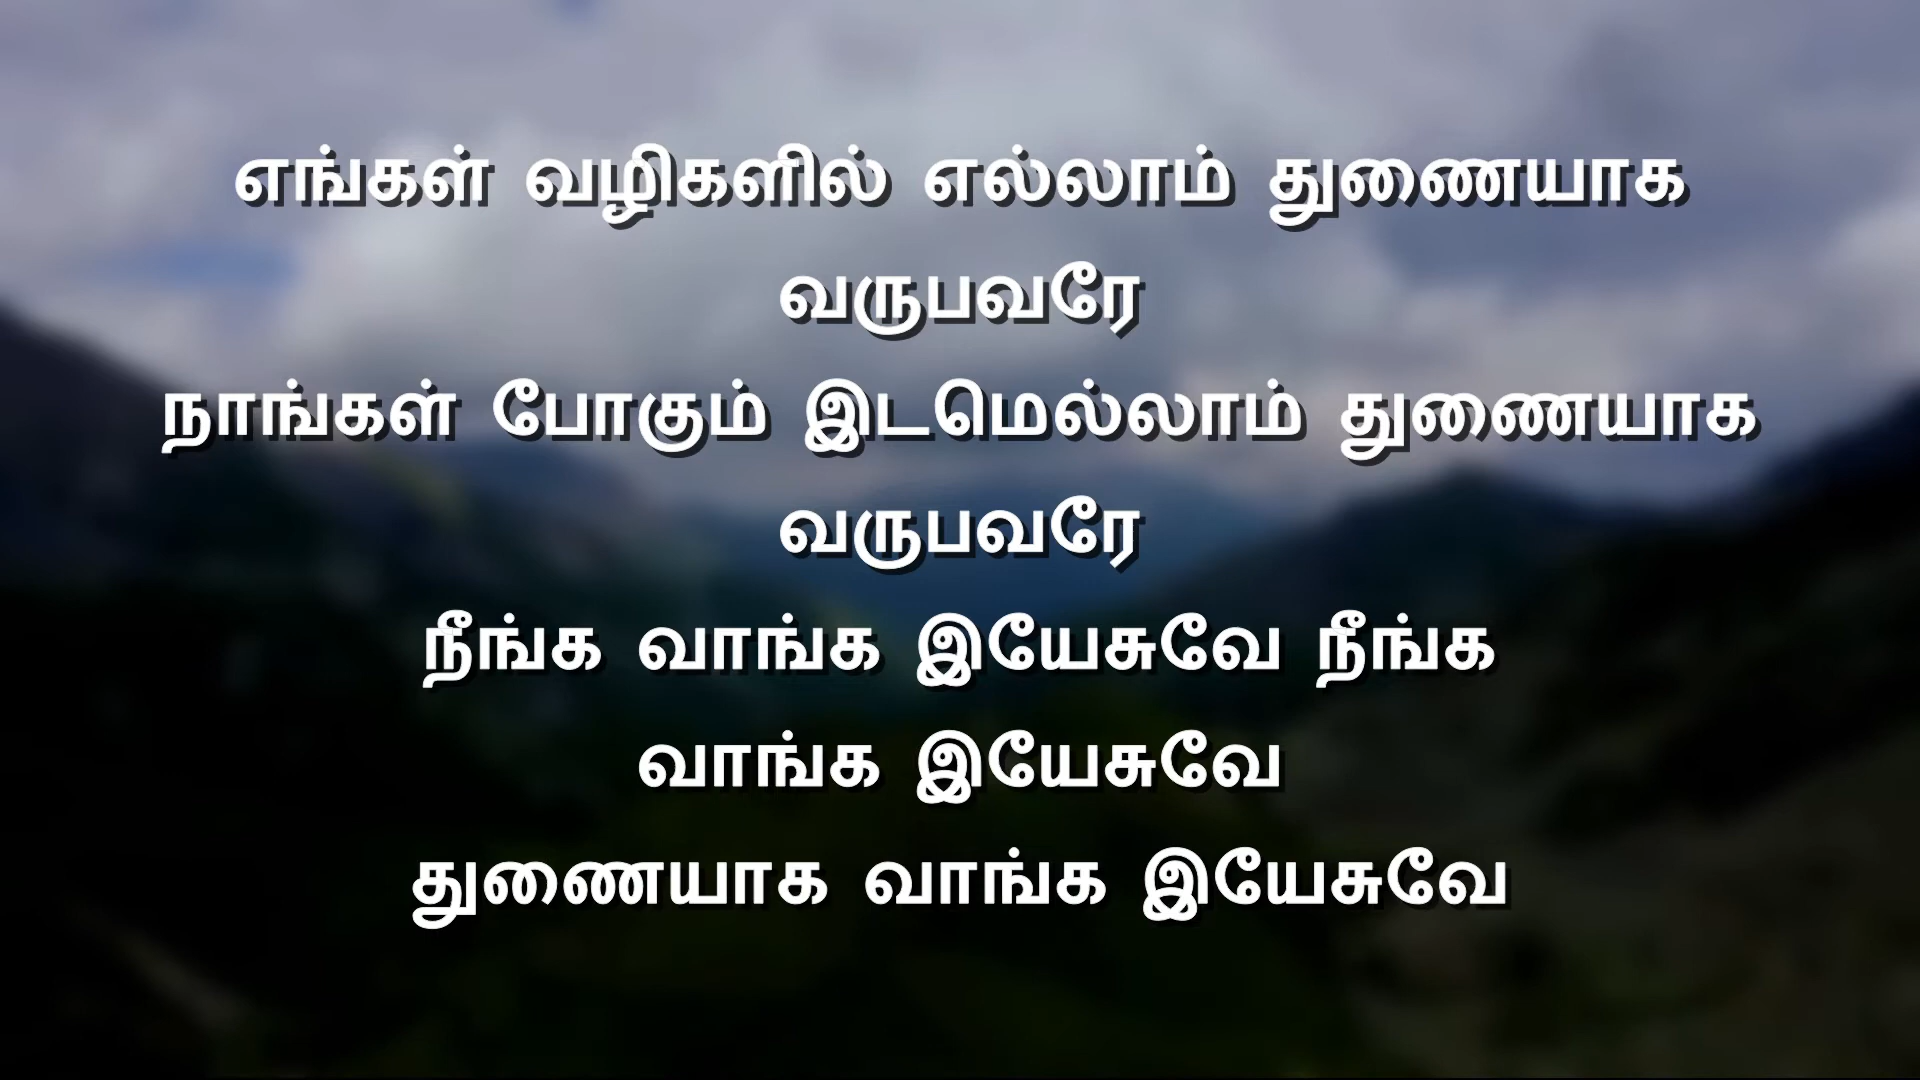 எங்கள் வழிகளில் எல்லாம் துணையாக
வருபவரே
நாங்கள் போகும் இடமெல்லாம் துணையாக
வருபவரே
நீங்க வாங்க இயேசுவே நீங்க
வாங்க இயேசுவே
துணையாக வாங்க இயேசுவே